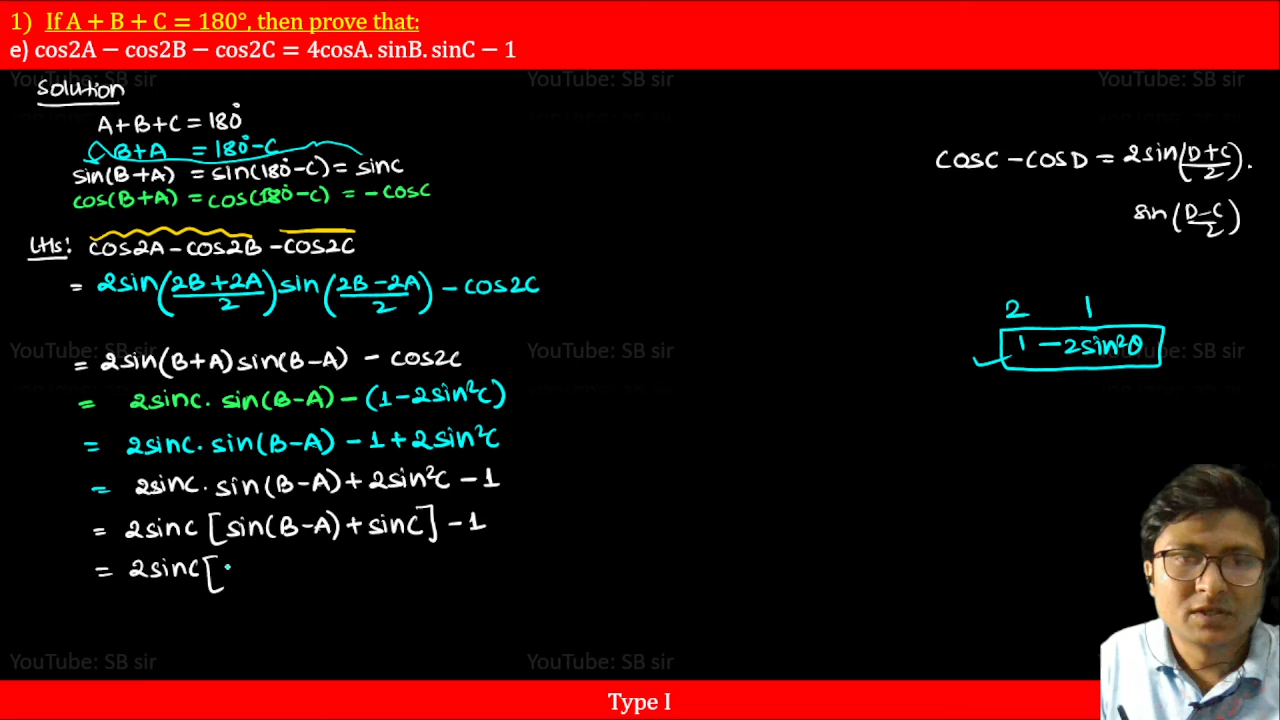 1) If A + B + C = 180°, then prove that:
e) cos2A − cos2B − cos2C = 4cosA. sinB. sinC − 1
YouTube: SB sir YouTube: SB sir YouTube: SB sir
Solution
A+B+C = 180°
B+A = 180°-C
sin(B+A) = sin(180°-C) = sinC
cos(B+A) = cos(180°-C) = -cosC
cosC - cosD = 2sin(D+C/2).
sin(D-C/2)
LHS: cos2A - cos2B - cos2C
= 2sin(2B+2A/2) sin(2B-2A/2) - cos2C
2 1
1 - 2sin²θ
YouTube: SB sir YouTube: SB sir YouTube: SB sir
= 2sin(B+A) sin(B-A) - cos2C
= 2sinC. sin(B-A) - (1-2sin²C)
= 2sinC. sin(B-A) - 1 + 2sin²C
= 2sinC. sin(B-A) + 2sin²C - 1
= 2sinC [sin(B-A) + sinC] - 1
= 2sinC [
YouTube: SB sir YouTube: SB sir
Type I